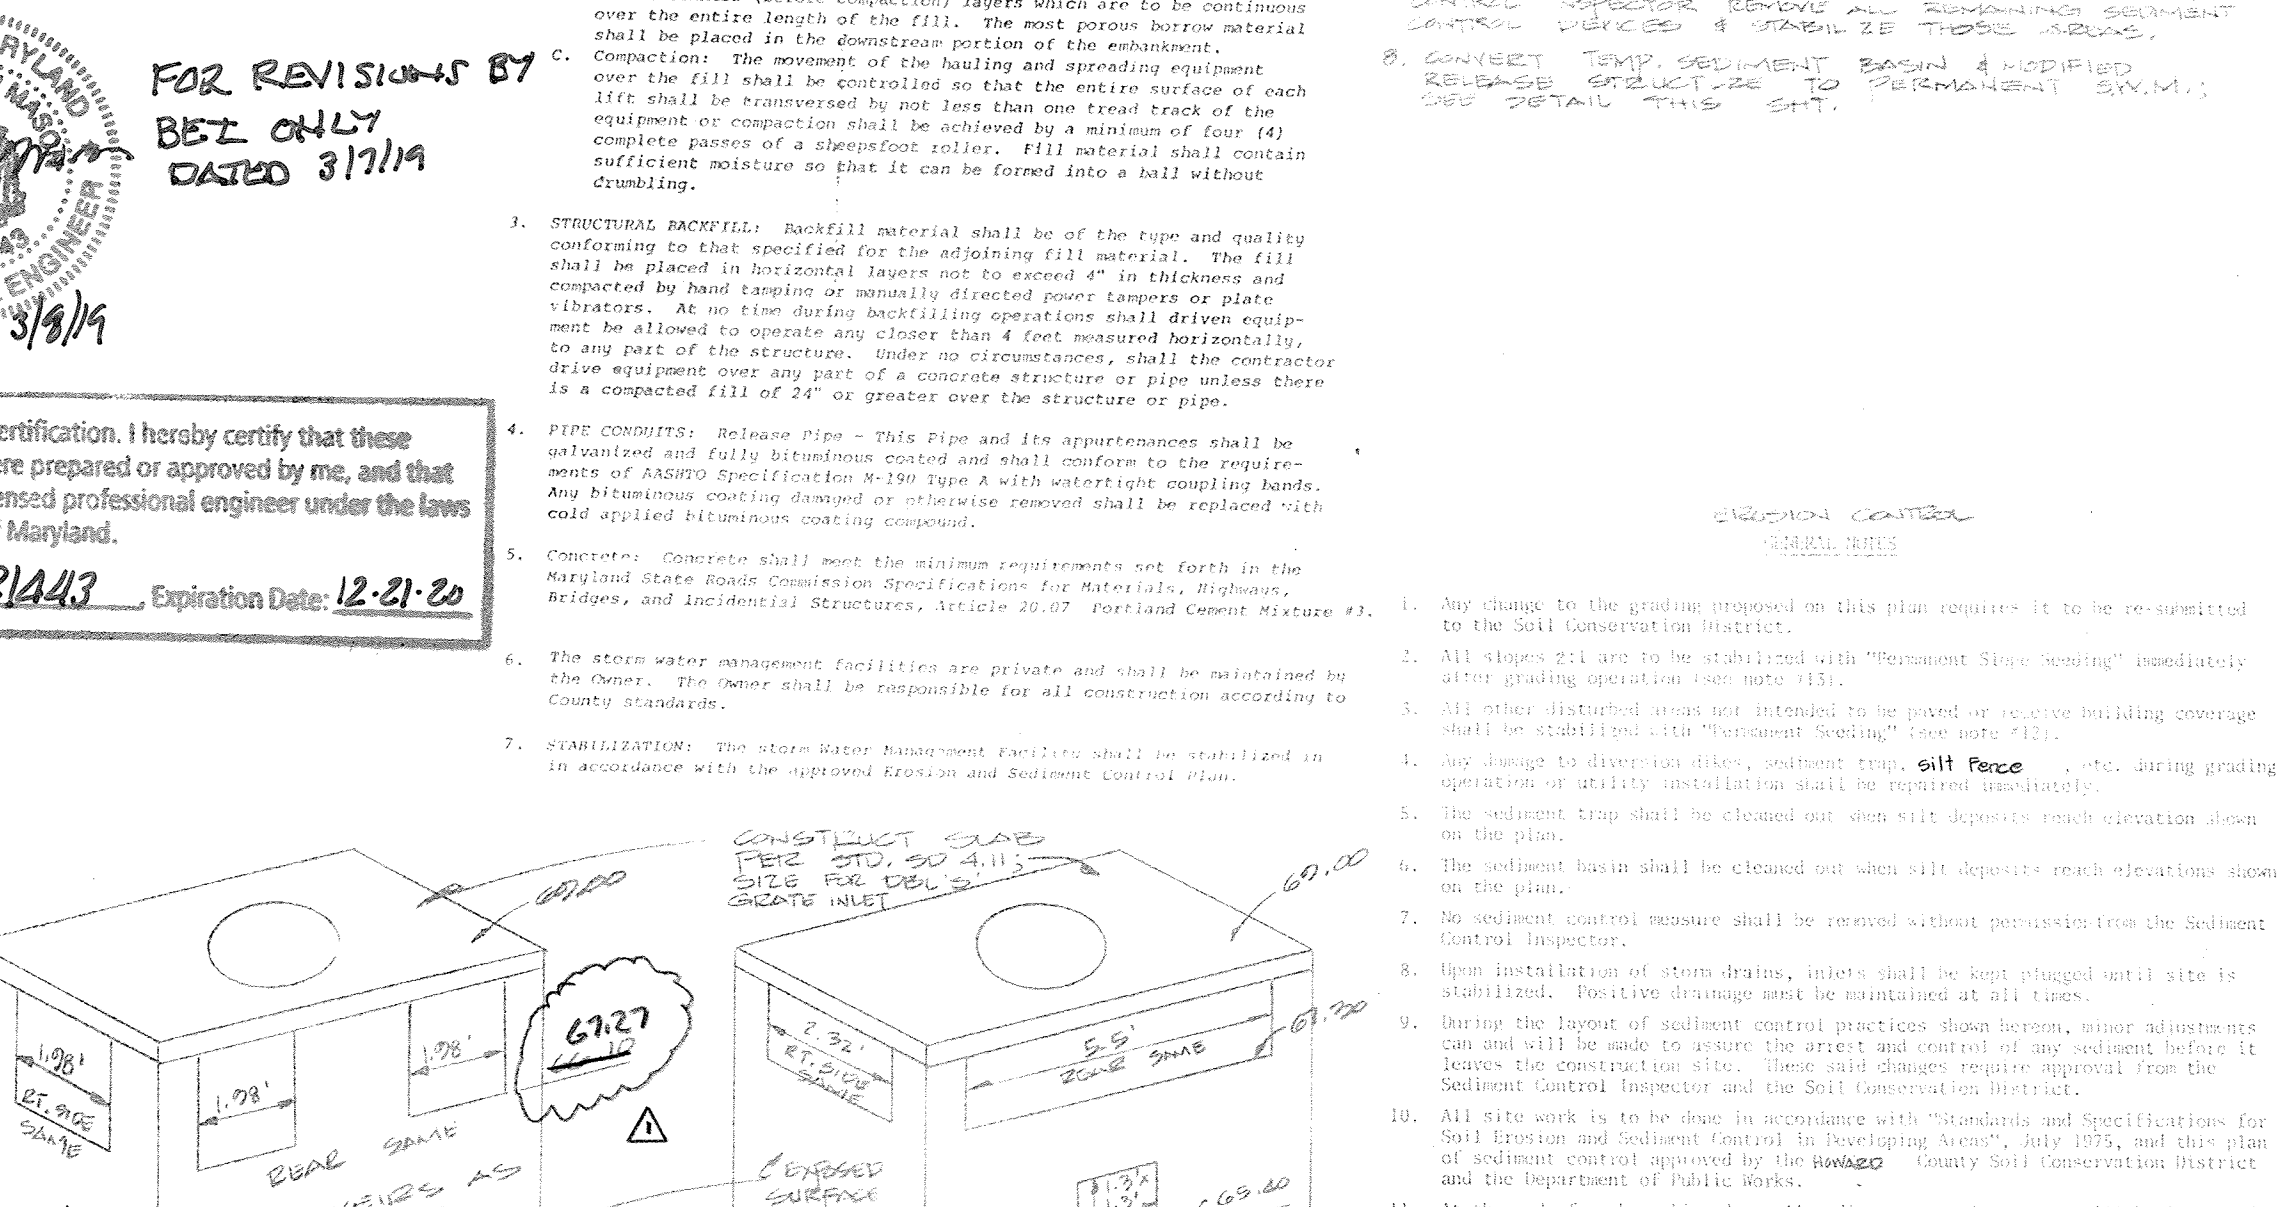 layers which are to be continuous
over the entire length of the fill. The most porous borrow material
shall be placed in the downstream portion of the embankment.
C. Compaction: The movement of the hauling and spreading equipment
over the fill shall be controlled so that the entire surface of each
lift shall be transversed by not less than one tread track of the
equipment or compaction shall be achieved by a minimum of four (4)
complete passes of a sheepsfoot roller. Fill material shall contain
sufficient moisture so that it can be formed into a ball without
crumbling.
3. STRUCTURAL BACKFILL: Backfill material shall be of the type and quality
conforming to that specified for the adjoining fill material. The fill
shall be placed in horizontal layers not to exceed 4" in thickness and
compacted by hand tamping or manually directed power tampers or plate
vibrators. At no time during backfilling operations shall driven equip-
ment be allowed to operate any closer than 4 feet measured horizontally,
to any part of the structure. Under no circumstances, shall the contractor
drive equipment over any part of a concrete structure or pipe unless there
is a compacted fill of 24" or greater over the structure or pipe.
4. PIPE CONDUITS: Release Pipe - This Pipe and its appurtenances shall be
galvanized and fully bituminous coated and shall conform to the require-
ments of AASHTO Specification M-190 Type A with watertight coupling bands.
Any bituminous coating damaged or otherwise removed shall be replaced with
cold applied bituminous coating compound.
5. Concrete: Concrete shall meet the minimum requirements set forth in the
Maryland State Roads Commission Specifications for Materials, Highways,
Bridges, and Incidential Structures, Article 20.07 Portland Cement Mixture #3.
6. The storm water management facilities are private and shall be maintained by
the Owner. The Owner shall be responsible for all construction according to
County standards.
7. STABILIZATION: The storm Water Management Facility shall be stabilized in
in accordance with the approved Erosion and Sediment Control Plan.
FOR REVISIONS BY
BEI ONLY
DATED 3/7/19
ENGINEER
3/8/19
ertification. I hereby certify that these
ere prepared or approved by me, and that
ensed professional engineer under the laws
f Maryland.
21443, Expiration Date: 12·21·20
CONTROL INSPECTOR REMOVE ALL REMAINING SEDIMENT
CONTROL DEVICES & STABILIZE THOSE AREAS.
8. CONVERT TEMP. SEDIMENT BASIN & MODIFIED
RELEASE STRUCTURE TO PERMANENT S.W.M.;
SEE DETAIL THIS SHT.
EROSION CONTROL
GENERAL NOTES
1. Any change to the grading proposed on this plan requires it to be re-submitted
to the Soil Conservation District.
2. All slopes 2:1 are to be stabilized with "Permanent Slope Seeding" immediately
after grading operation (see note #13).
3. All other disturbed areas not intended to be paved or receive building coverage
shall be stabilized with "Permanent Seeding" (see note #12).
4. Any damage to diversion dikes, sediment trap, silt Fence , etc. during grading
operation or utility installation shall be repaired immediately.
5. The sediment trap shall be cleaned out when silt deposits reach elevation shown
on the plan.
6. The sediment basin shall be cleaned out when silt deposits reach elevations shown
on the plan.
7. No sediment control measure shall be removed without permission from the Sediment
Control Inspector.
8. Upon installation of storm drains, inlets shall be kept plugged until site is
stabilized. Positive drainage must be maintained at all times.
9. During the layout of sediment control practices shown hereon, minor adjustments
can and will be made to assure the arrest and control of any sediment before it
leaves the construction site. These said changes require approval from the
Sediment Control Inspector and the Soil Conservation District.
10. All site work is to be done in accordance with "Standards and Specifications for
Soil Erosion and Sediment Control in Developing Areas", July 1975, and this plan
of sediment control approved by the HOWARD County Soil Conservation District
and the Department of Public Works.
CONSTRUCT SLAB
PER STD. SD 4.11;
SIZE FOR DBL 'S'
GRATE INLET
67.27
1.98'
RT. SIDE
SAME
1.98'
1.98'
REAR SAME
AS
2.32'
RT. SIDE
SAME
5.5'
REAR SAME
EXPOSED
SURFACE
1.3'x
65.60
1